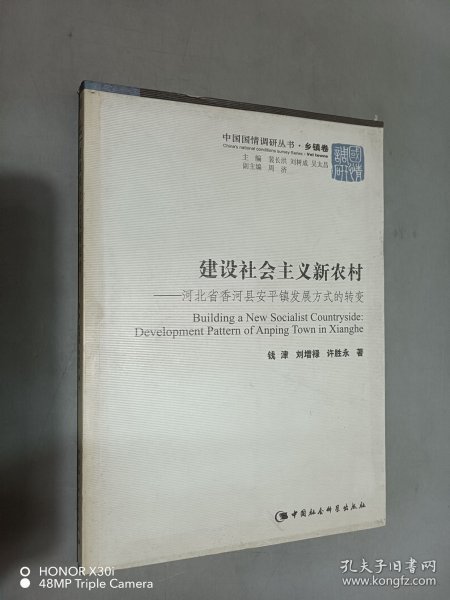 中国国情调研丛书·乡镇卷
China's national conditions survey Series · Vol towns
主 编 裴长洪 刘树成 吴太昌
副主编 周 济
國情調研
建设社会主义新农村
——河北省香河县安平镇发展方式的转变
Building a New Socialist Countryside:
Development Pattern of Anping Town in Xianghe
钱 津 刘增禄 许胜永 著
中国社会科学出版社
HONOR X30i
48MP Triple Camera
孔夫子旧书网
www.kongfz.com